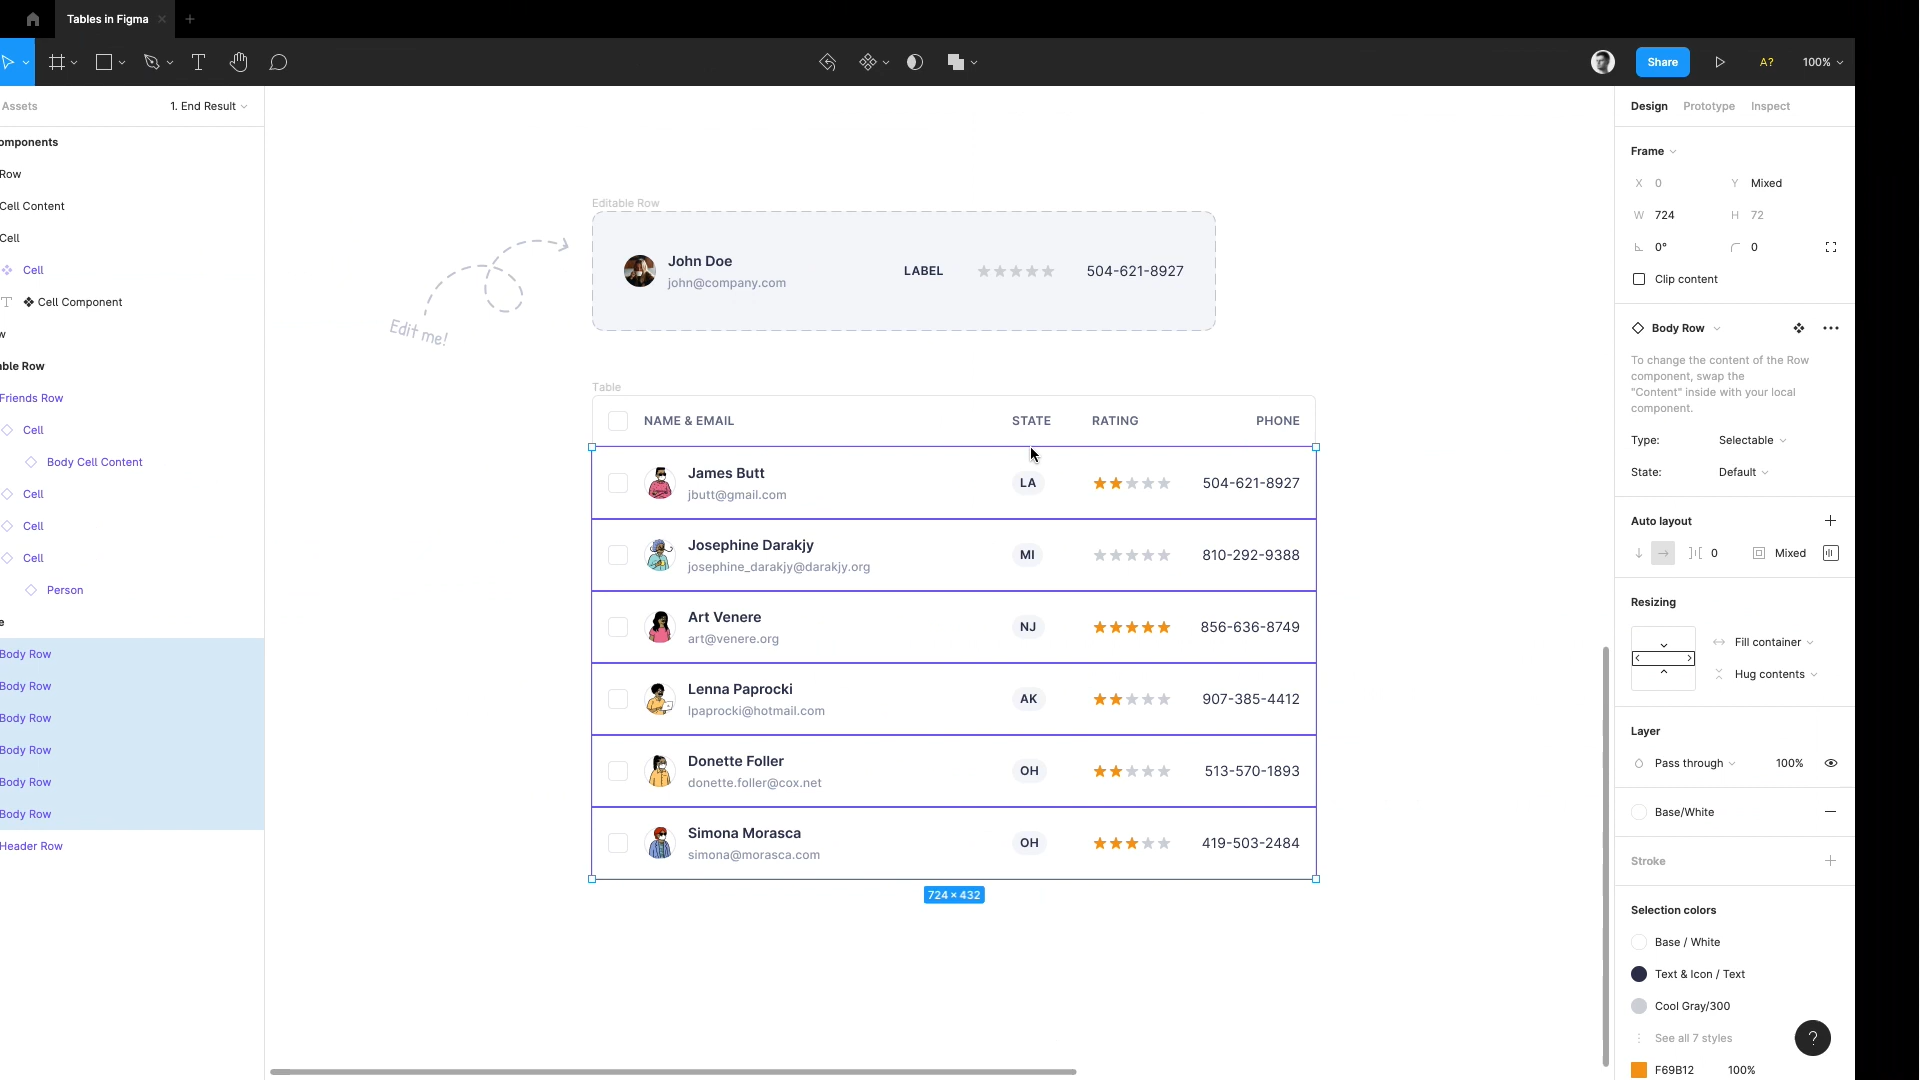 Tables in Figma
Share
A?
100%
Assets
1. End Result
omponents
Row
Cell Content
Cell
Cell
Cell Component
w
able Row
Friends Row
Cell
Body Cell Content
Cell
Cell
Cell
Person
e
Body Row
Body Row
Body Row
Body Row
Body Row
Body Row
Header Row
Editable Row
John Doe
john@company.com
LABEL
504-621-8927
Edit me!
Table
NAME & EMAIL
STATE
RATING
PHONE
James Butt
jbutt@gmail.com
LA
504-621-8927
Josephine Darakjy
josephine_darakjy@darakjy.org
MI
810-292-9388
Art Venere
art@venere.org
NJ
856-636-8749
Lenna Paprocki
lpaprocki@hotmail.com
AK
907-385-4412
Donette Foller
donette.foller@cox.net
OH
513-570-1893
Simona Morasca
simona@morasca.com
OH
419-503-2484
724 × 432
Design Prototype Inspect
Frame
X 0 Y Mixed
W 724 H 72
0° 0
Clip content
Body Row
To change the content of the Row
component, swap the
"Content" inside with your local
component.
Type: Selectable
State: Default
Auto layout
0 Mixed
Resizing
Fill container
Hug contents
Layer
Pass through 100%
Base/White
Stroke
Selection colors
Base / White
Text & Icon / Text
Cool Gray/300
See all 7 styles
F69B12 100%
?